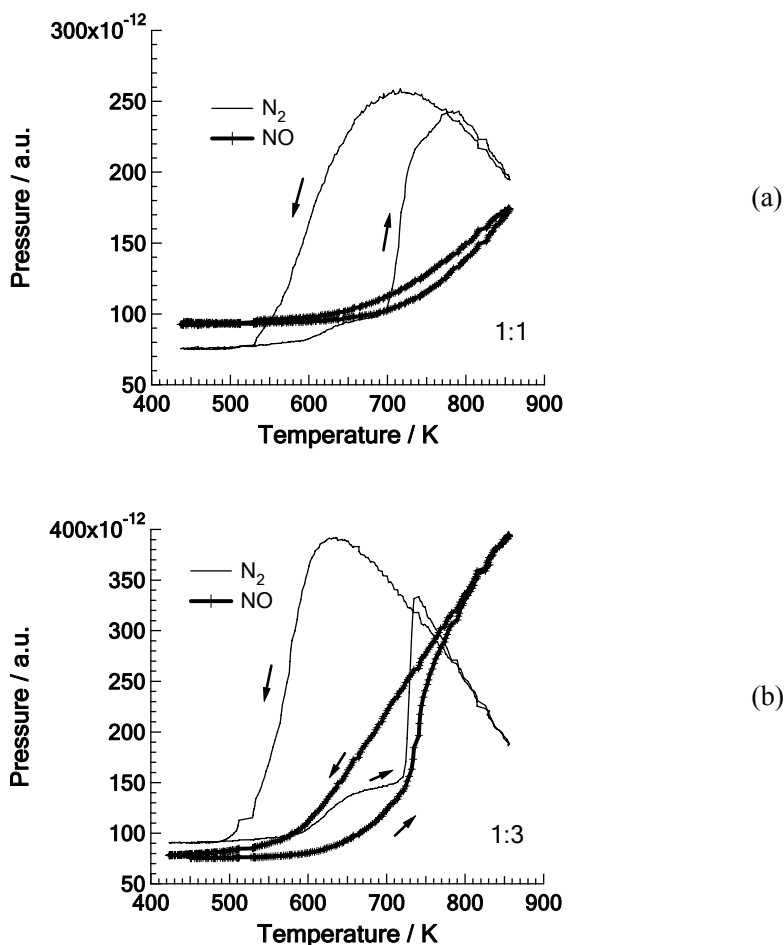 300x10-12
250
200
150
100
50
400 500 600 700 800 900
Pressure / a.u.
Temperature / K
N2
NO
1:1
(a)
400x10-12
350
300
250
200
150
100
50
400 500 600 700 800 900
Pressure / a.u.
Temperature / K
N2
NO
1:3
(b)